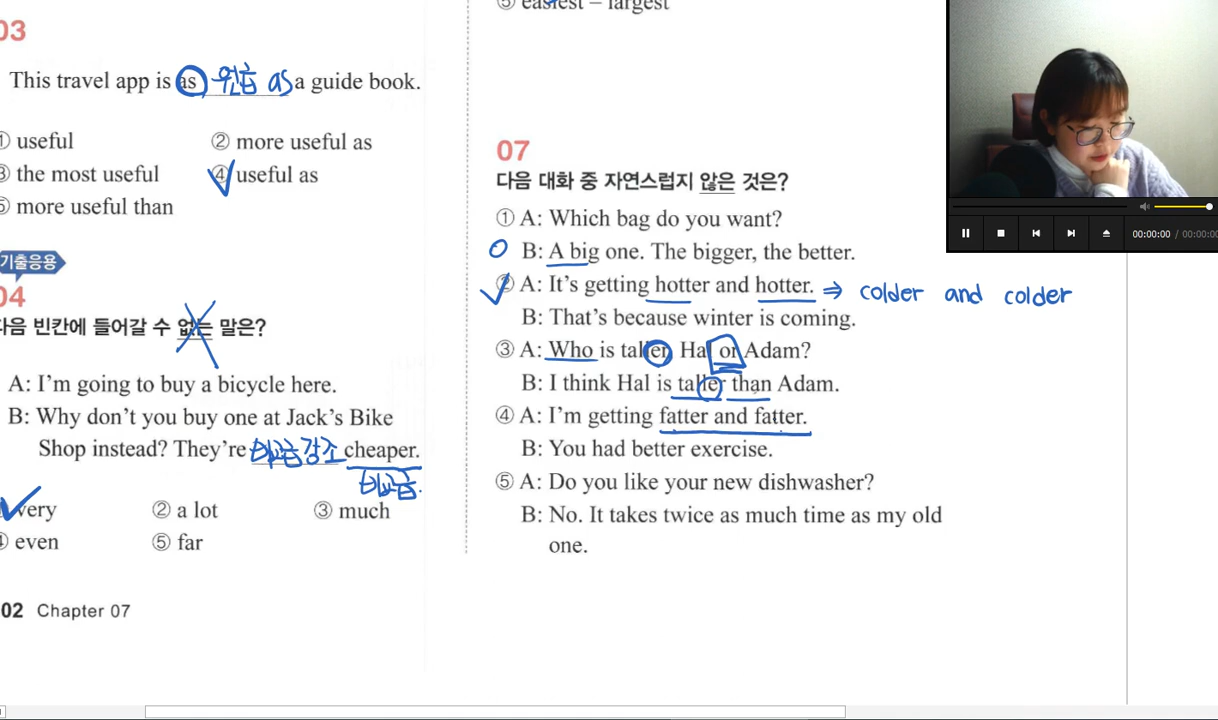 03
This travel app is as 원급 as a guide book.
① useful
② more useful as
③ the most useful
④ useful as
⑤ more useful than
기출응용
04
다음 빈칸에 들어갈 수 없는 말은?
A: I'm going to buy a bicycle here.
B: Why don't you buy one at Jack's Bike
Shop instead? They're 비교급강조 cheaper.
비교급.
① very
② a lot
③ much
④ even
⑤ far
02 Chapter 07
⑤ easiest – largest
07
다음 대화 중 자연스럽지 않은 것은?
① A: Which bag do you want?
B: A big one. The bigger, the better.
② A: It's getting hotter and hotter. ⇒ colder and colder
B: That's because winter is coming.
③ A: Who is taller, Hal or Adam?
B: I think Hal is taller than Adam.
④ A: I'm getting fatter and fatter.
B: You had better exercise.
⑤ A: Do you like your new dishwasher?
B: No. It takes twice as much time as my old
one.
00:00:00 / 00:00:00